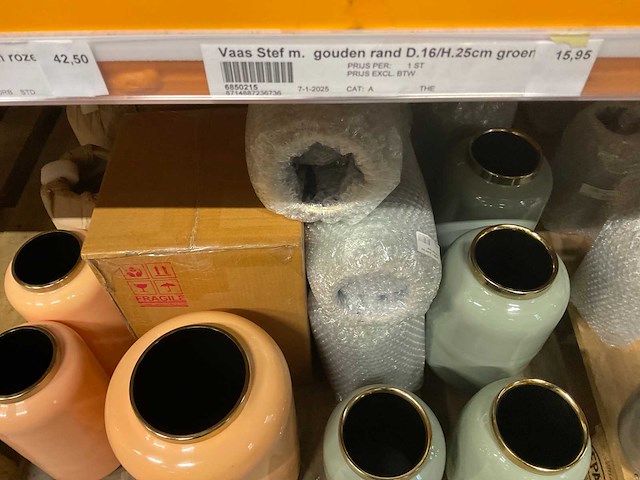 roze 42,50
STD
Vaas Stef m. gouden rand D.16/H.25cm groen 15,95
PRIJS PER: 1 ST
PRIJS EXCL. BTW
6850215
8714687236736 7-1-2025 CAT: A THE
FRAGILE